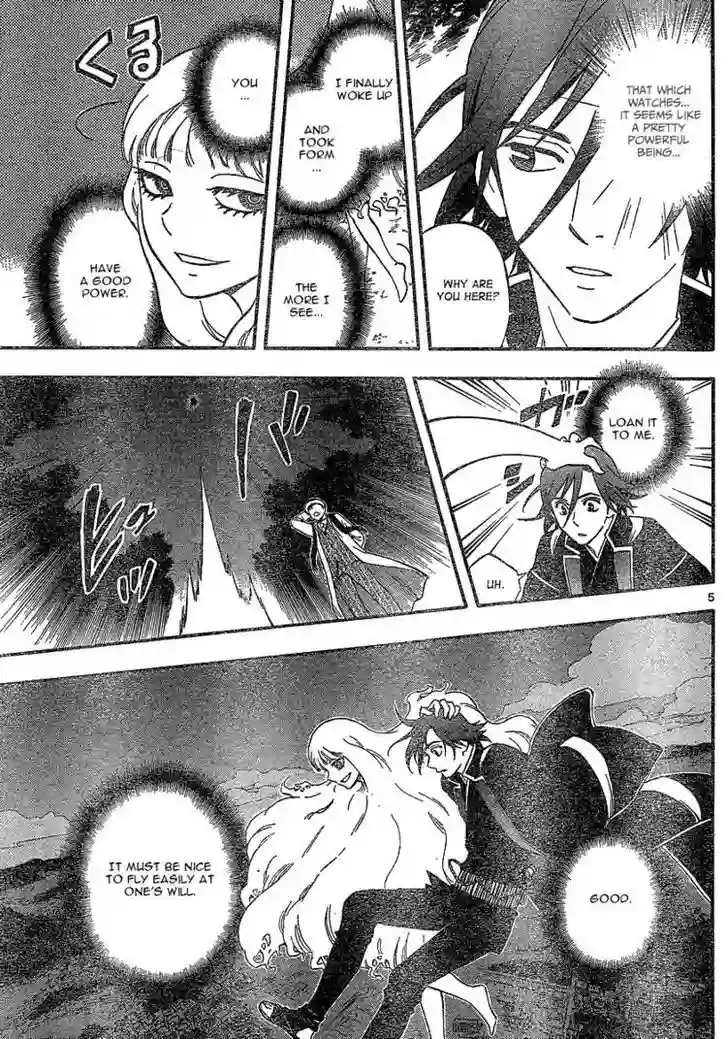 THAT WHICH
WATCHES...
IT SEEMS LIKE
A PRETTY
POWERFUL
BEING...
WHY ARE
YOU HERE?
I FINALLY
WOKE UP
AND
TOOK
FORM
...
THE
MORE I
SEE...
YOU
...
HAVE
A GOOD
POWER.
くる
LOAN IT
TO ME.
UH.
5
GOOD.
IT MUST BE NICE
TO FLY EASILY AT
ONE'S WILL.